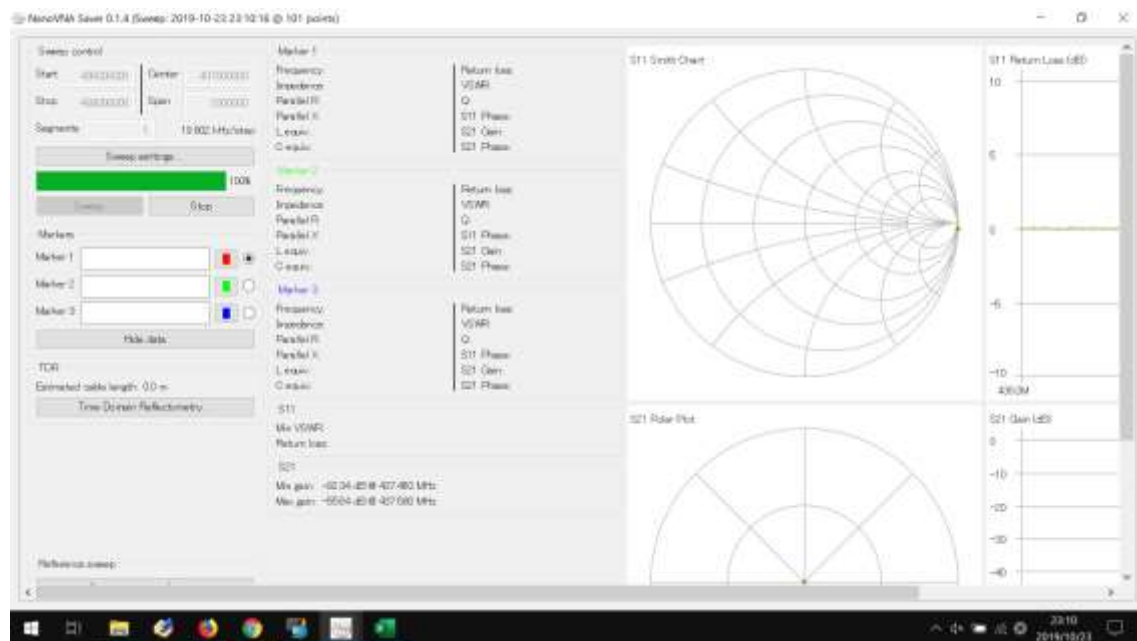 NanoVNA Saver 0.1.4 (Sweep: 2019-10-23 23:10:16 @ 101 points)
Sweep control
Start
Center
Stop
Span
Segments
1
Sweep settings ...
100%
Sweep
Stop
Markers
Marker 1
Marker 2
Marker 3
Hide data
TDR
Estimated cable length: 0.0 m
Time Domain Reflectometry ...
Reference sweep
Marker 1
Frequency:
Impedance:
Parallel R:
Parallel X:
L equiv.:
C equiv.:
Return loss:
VSWR:
Q:
S11 Phase:
S21 Gain:
S21 Phase:
Marker 2
Frequency:
Impedance:
Parallel R:
Parallel X:
L equiv.:
C equiv.:
Return loss:
VSWR:
Q:
S11 Phase:
S21 Gain:
S21 Phase:
Marker 3
Frequency:
Impedance:
Parallel R:
Parallel X:
L equiv.:
C equiv.:
Return loss:
VSWR:
Q:
S11 Phase:
S21 Gain:
S21 Phase:
S11
Min VSWR:
Return loss:
S21
Min gain:
Max gain:
S11 Smith Chart
S21 Polar Plot
S11 Return Loss (dB)
10
5
0
-5
-10
S21 Gain (dB)
0
-10
-20
-30
-40
23:10
2019/10/23